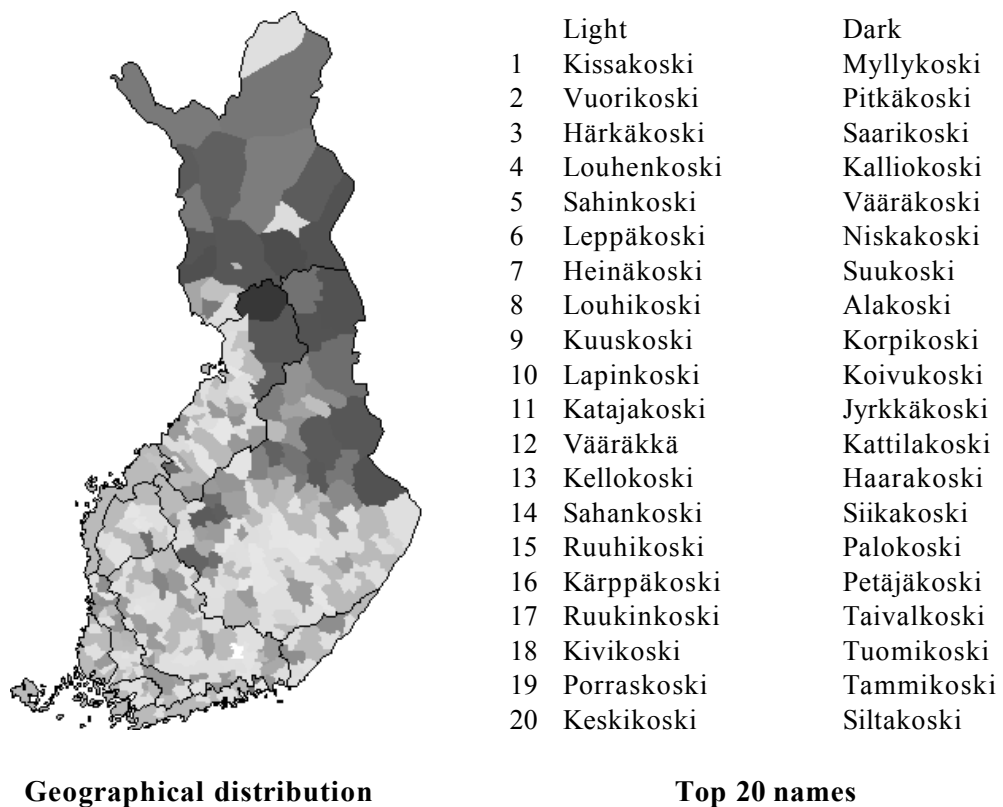 Light Dark
1 Kissakoski Myllykoski
2 Vuorikoski Pitkäkoski
3 Härkäkoski Saarikoski
4 Louhenkoski Kalliokoski
5 Sahinkoski Vääräkoski
6 Leppäkoski Niskakoski
7 Heinäkoski Suukoski
8 Louhikoski Alakoski
9 Kuuskoski Korpikoski
10 Lapinkoski Koivukoski
11 Katajakoski Jyrkkäkoski
12 Vääräkkä Kattilakoski
13 Kellokoski Haarakoski
14 Sahankoski Siikakoski
15 Ruuhikoski Palokoski
16 Kärppäkoski Petäjäkoski
17 Ruukinkoski Taivalkoski
18 Kivikoski Tuomikoski
19 Porraskoski Tammikoski
20 Keskikoski Siltakoski
Geographical distribution Top 20 names